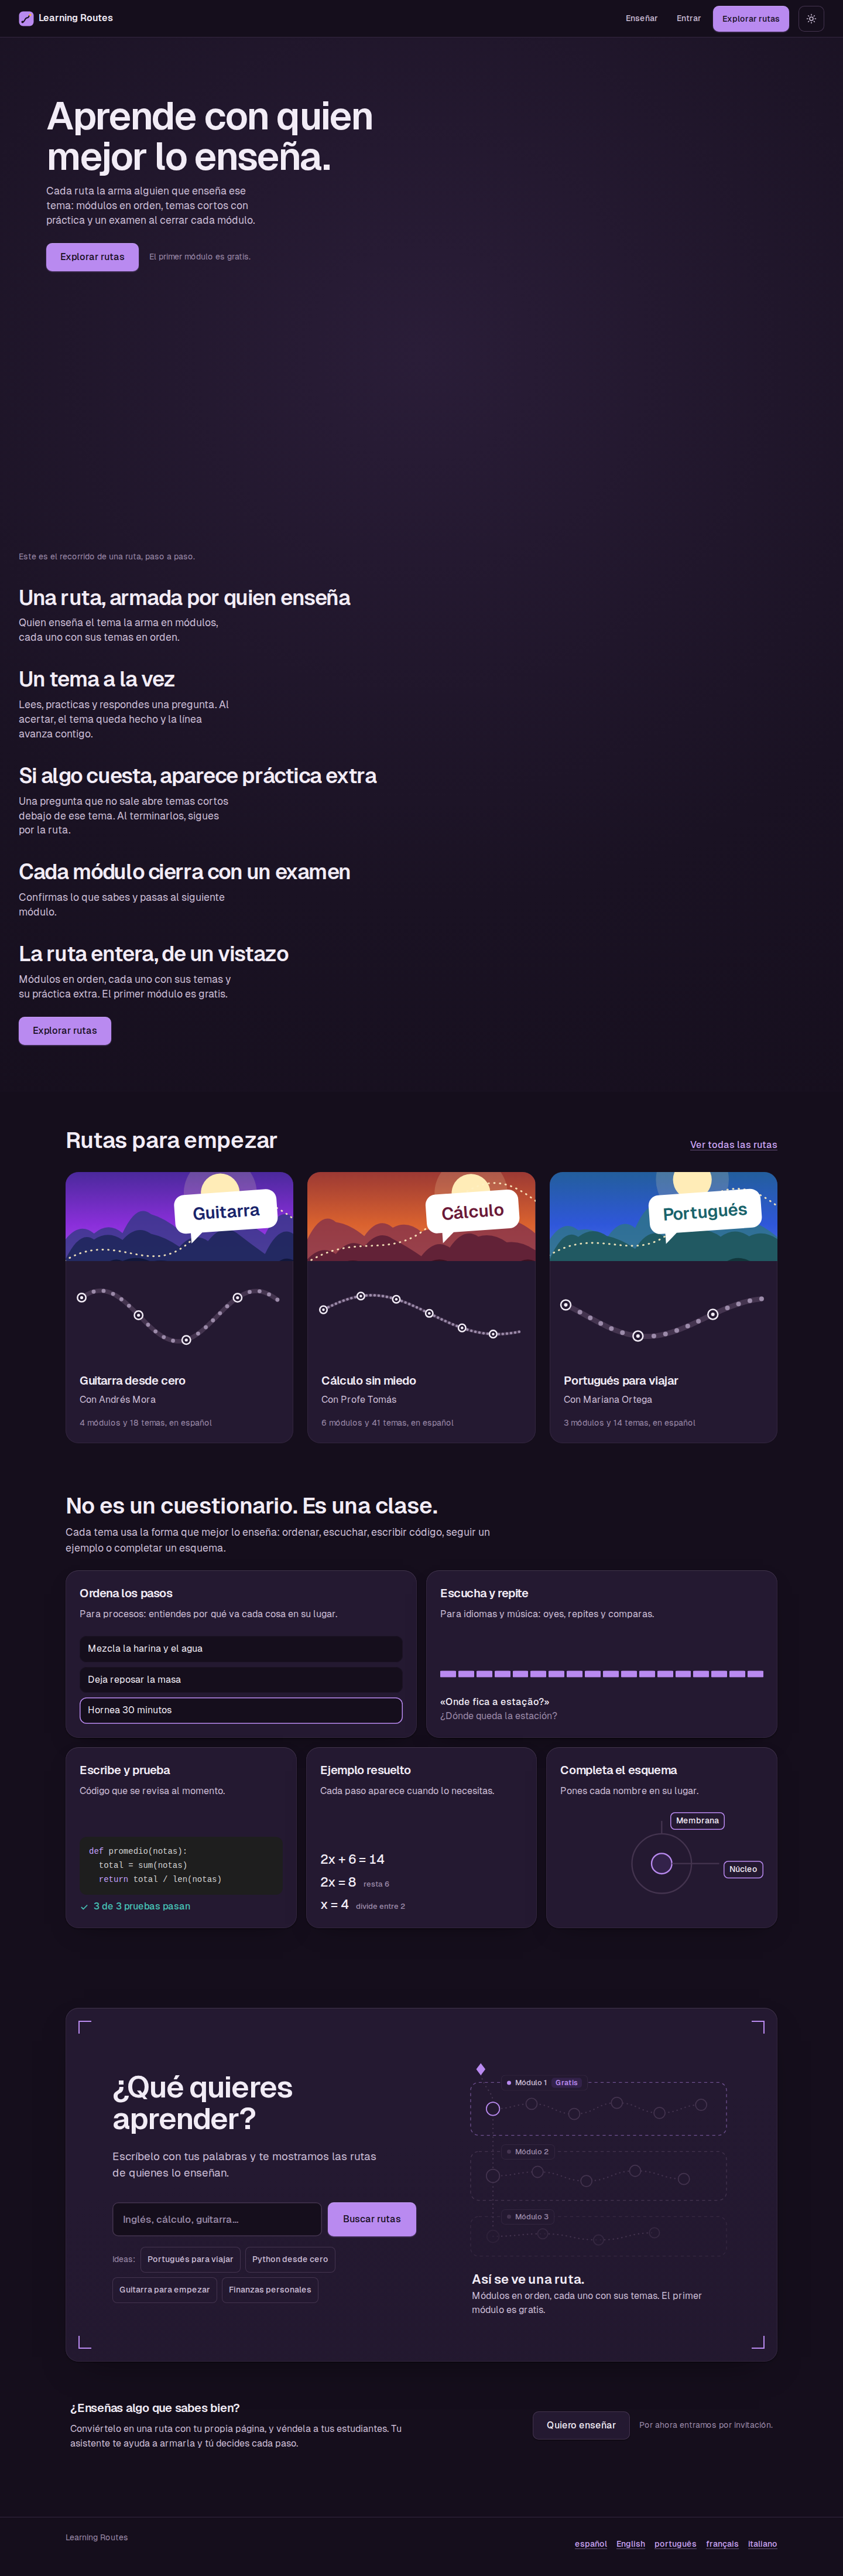 Learning Routes
Enseñar
Entrar
Explorar rutas
Aprende con quien
mejor lo enseña.
Cada ruta la arma alguien que enseña ese
tema: módulos en orden, temas cortos con
práctica y un examen al cerrar cada módulo.
Explorar rutas
El primer módulo es gratis.
Este es el recorrido de una ruta, paso a paso.
Una ruta, armada por quien enseña
Quien enseña el tema la arma en módulos,
cada uno con sus temas en orden.
Un tema a la vez
Lees, practicas y respondes una pregunta. Al
acertar, el tema queda hecho y la línea
avanza contigo.
Si algo cuesta, aparece práctica extra
Una pregunta que no sale abre temas cortos
debajo de ese tema. Al terminarlos, sigues
por la ruta.
Cada módulo cierra con un examen
Confirmas lo que sabes y pasas al siguiente
módulo.
La ruta entera, de un vistazo
Módulos en orden, cada uno con sus temas y
su práctica extra. El primer módulo es gratis.
Explorar rutas
Rutas para empezar
Ver todas las rutas
Guitarra
Cálculo
Portugués
Guitarra desde cero
Con Andrés Mora
4 módulos y 18 temas, en español
Cálculo sin miedo
Con Profe Tomás
6 módulos y 41 temas, en español
Portugués para viajar
Con Mariana Ortega
3 módulos y 14 temas, en español
No es un cuestionario. Es una clase.
Cada tema usa la forma que mejor lo enseña: ordenar, escuchar, escribir código, seguir un
ejemplo o completar un esquema.
Ordena los pasos
Para procesos: entiendes por qué va cada cosa en su lugar.
Mezcla la harina y el agua
Deja reposar la masa
Hornea 30 minutos
Escucha y repite
Para idiomas y música: oyes, repites y comparas.
«Onde fica a estação?»
¿Dónde queda la estación?
Escribe y prueba
Código que se revisa al momento.
def promedio(notas):
total = sum(notas)
return total / len(notas)
3 de 3 pruebas pasan
Ejemplo resuelto
Cada paso aparece cuando lo necesitas.
2x + 6 = 14
2x = 8 resta 6
x = 4 divide entre 2
Completa el esquema
Pones cada nombre en su lugar.
Membrana
Núcleo
¿Qué quieres
aprender?
Escríbelo con tus palabras y te mostramos las rutas
de quienes lo enseñan.
Inglés, cálculo, guitarra...
Buscar rutas
Ideas:
Portugués para viajar
Python desde cero
Guitarra para empezar
Finanzas personales
Módulo 1 Gratis
Módulo 2
Módulo 3
Así se ve una ruta.
Módulos en orden, cada uno con sus temas. El primer
módulo es gratis.
¿Enseñas algo que sabes bien?
Conviértelo en una ruta con tu propia página, y véndela a tus estudiantes. Tu
asistente te ayuda a armarla y tú decides cada paso.
Quiero enseñar
Por ahora entramos por invitación.
Learning Routes
español English português français italiano